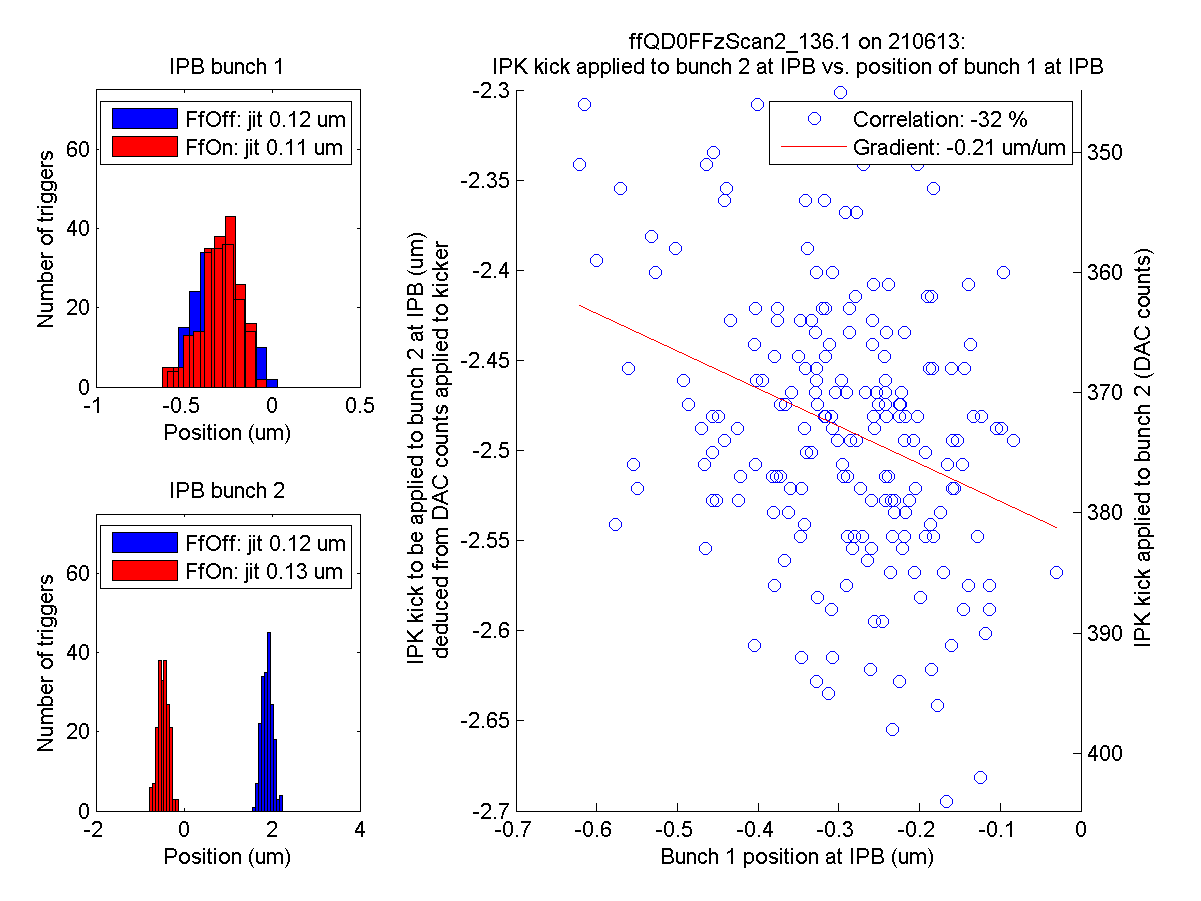 IPB bunch 1
FfOff: jit 0.12 um
FfOn: jit 0.11 um
Number of triggers
60
40
20
0
-1
-0.5
0
0.5
Position (um)
IPB bunch 2
FfOff: jit 0.12 um
FfOn: jit 0.13 um
Number of triggers
60
40
20
0
-2
0
2
4
Position (um)
ffQD0FFzScan2_136.1 on 210613:
IPK kick applied to bunch 2 at IPB vs. position of bunch 1 at IPB
Correlation: -32 %
Gradient: -0.21 um/um
IPK kick to be applied to bunch 2 at IPB (um)
deduced from DAC counts applied to kicker
-2.3
-2.35
-2.4
-2.45
-2.5
-2.55
-2.6
-2.65
-2.7
-0.7
-0.6
-0.5
-0.4
-0.3
-0.2
-0.1
0
Bunch 1 position at IPB (um)
350
360
370
380
390
400
IPK kick applied to bunch 2 (DAC counts)